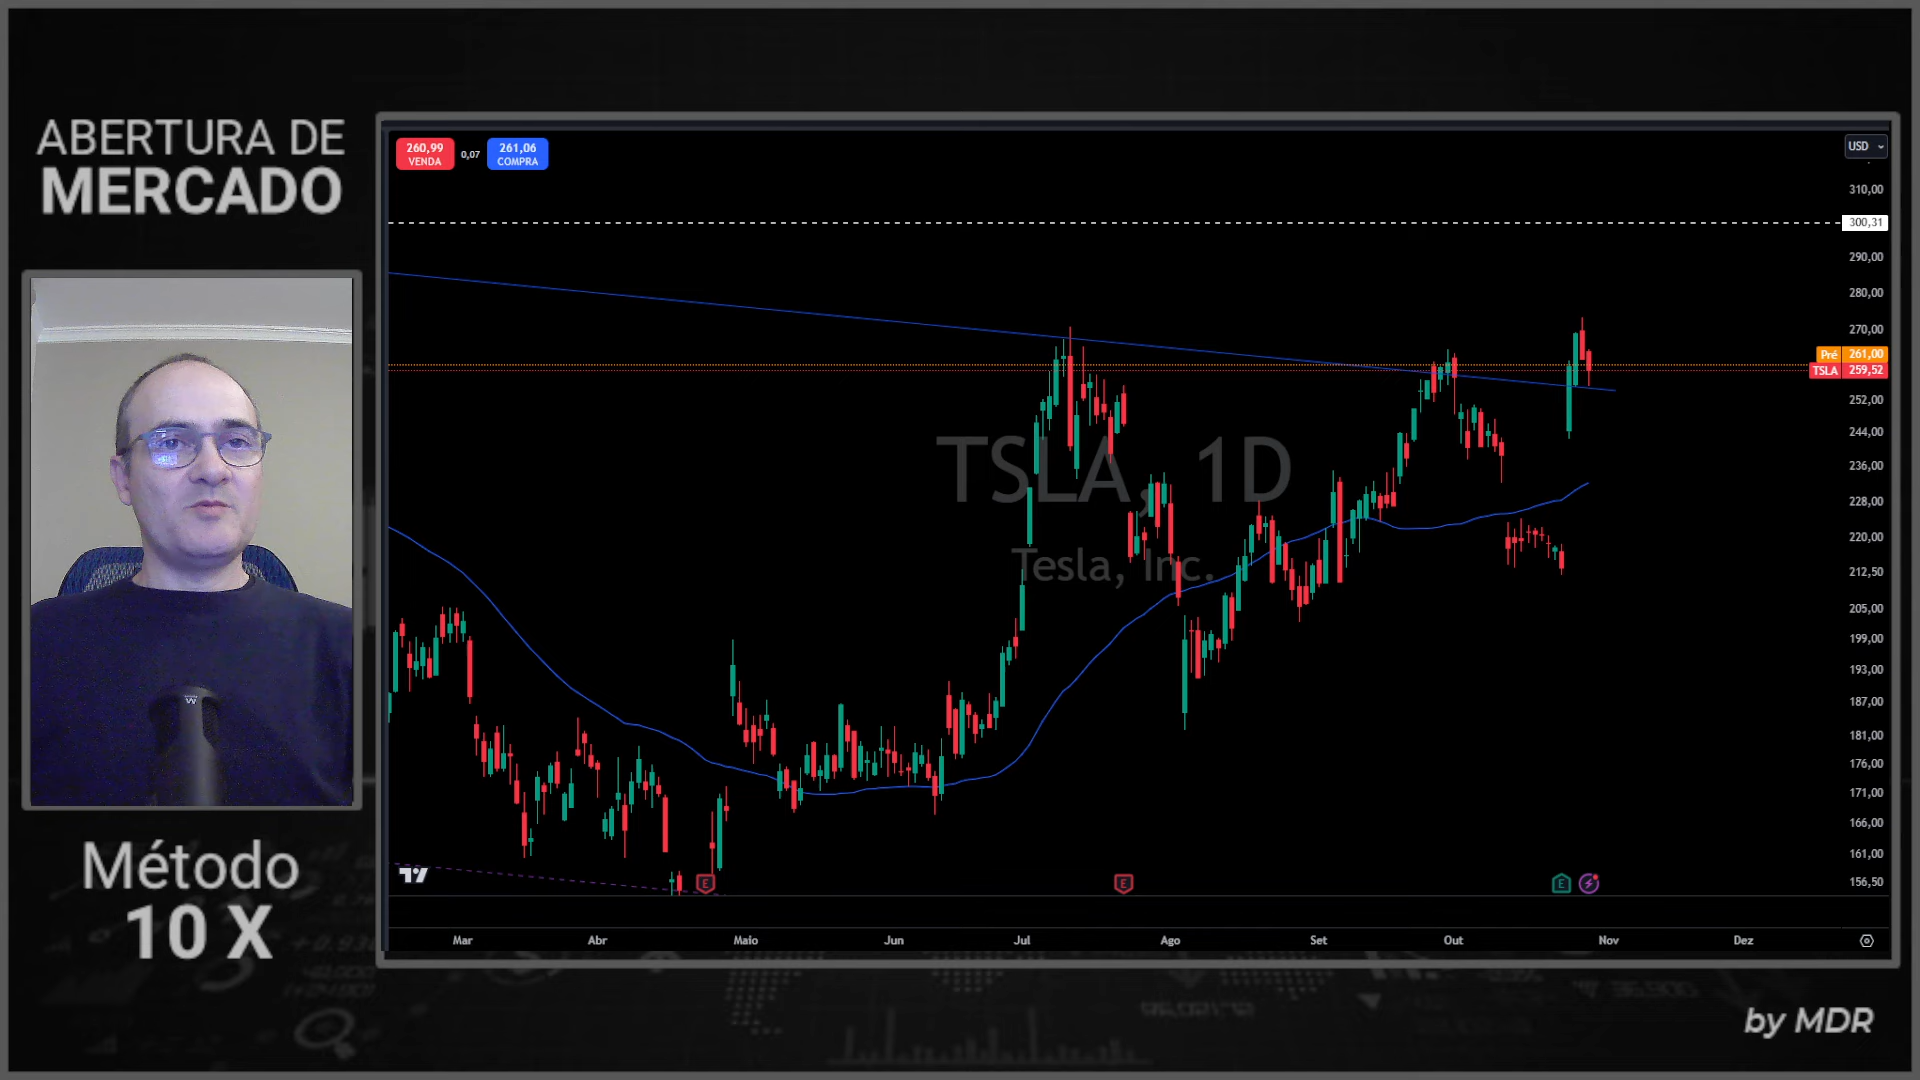 ABERTURA DE
MERCADO
Método
10 X
260,99
VENDA
0,07
261,06
COMPRA
USD
310,00
300,31
290,00
280,00
270,00
Pré 261,00
TSLA 259,52
252,00
244,00
236,00
228,00
220,00
212,50
205,00
199,00
193,00
187,00
181,00
176,00
171,00
166,00
161,00
156,50
TSLA, 1D
Tesla, Inc.
E
E
E
Mar Abr Maio Jun Jul Ago Set Out Nov Dez
by MDR